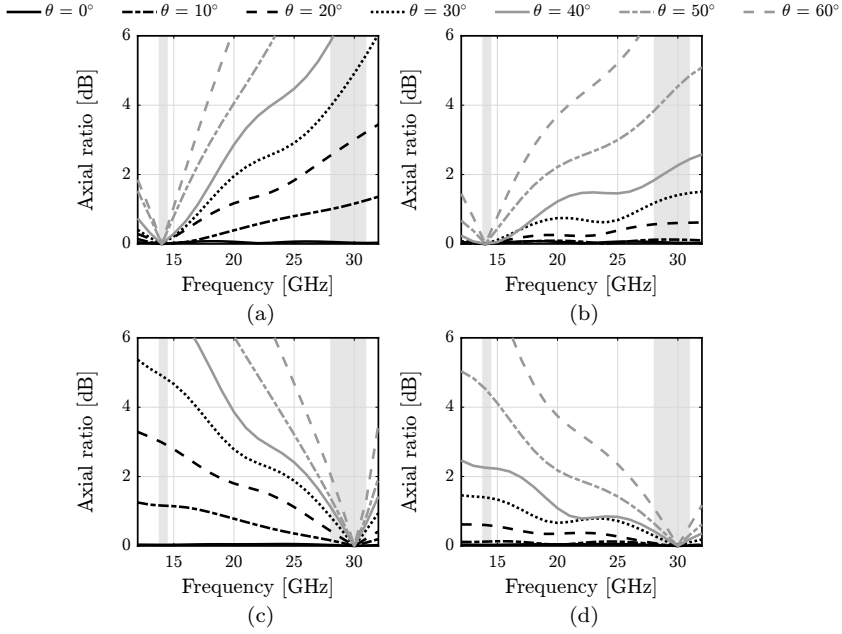 θ = 0° θ = 10° θ = 20° θ = 30° θ = 40° θ = 50° θ = 60°
6
4
2
0
Axial ratio [dB]
15 20 25 30
Frequency [GHz]
(a)
6
4
2
0
Axial ratio [dB]
15 20 25 30
Frequency [GHz]
(b)
6
4
2
0
Axial ratio [dB]
15 20 25 30
Frequency [GHz]
(c)
6
4
2
0
Axial ratio [dB]
15 20 25 30
Frequency [GHz]
(d)